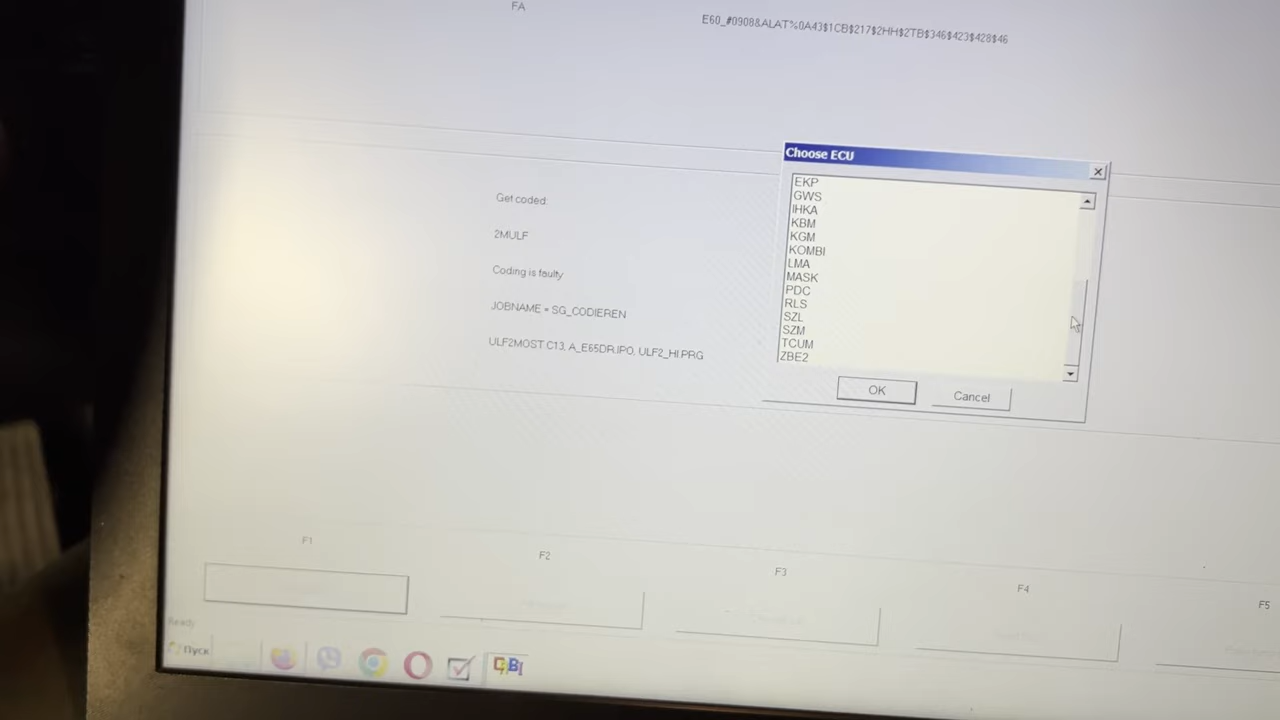 FA
E60_#0908&ALAT%0A43$1CB$217$2HH$2TB$346$423$428$46
Choose ECU
EKP
GWS
IHKA
KBM
KGM
KOMBI
LMA
MASK
PDC
RLS
SZL
SZM
TCUM
ZBE2
OK
Cancel
Get coded:
2MULF
Coding is faulty
JOBNAME = SG_CODIEREN
ULF2MOST.C13, A_E65DR.IPO, ULF2_HI.PRG
F1
F2
F3
F4
F5
Ready
Пуск